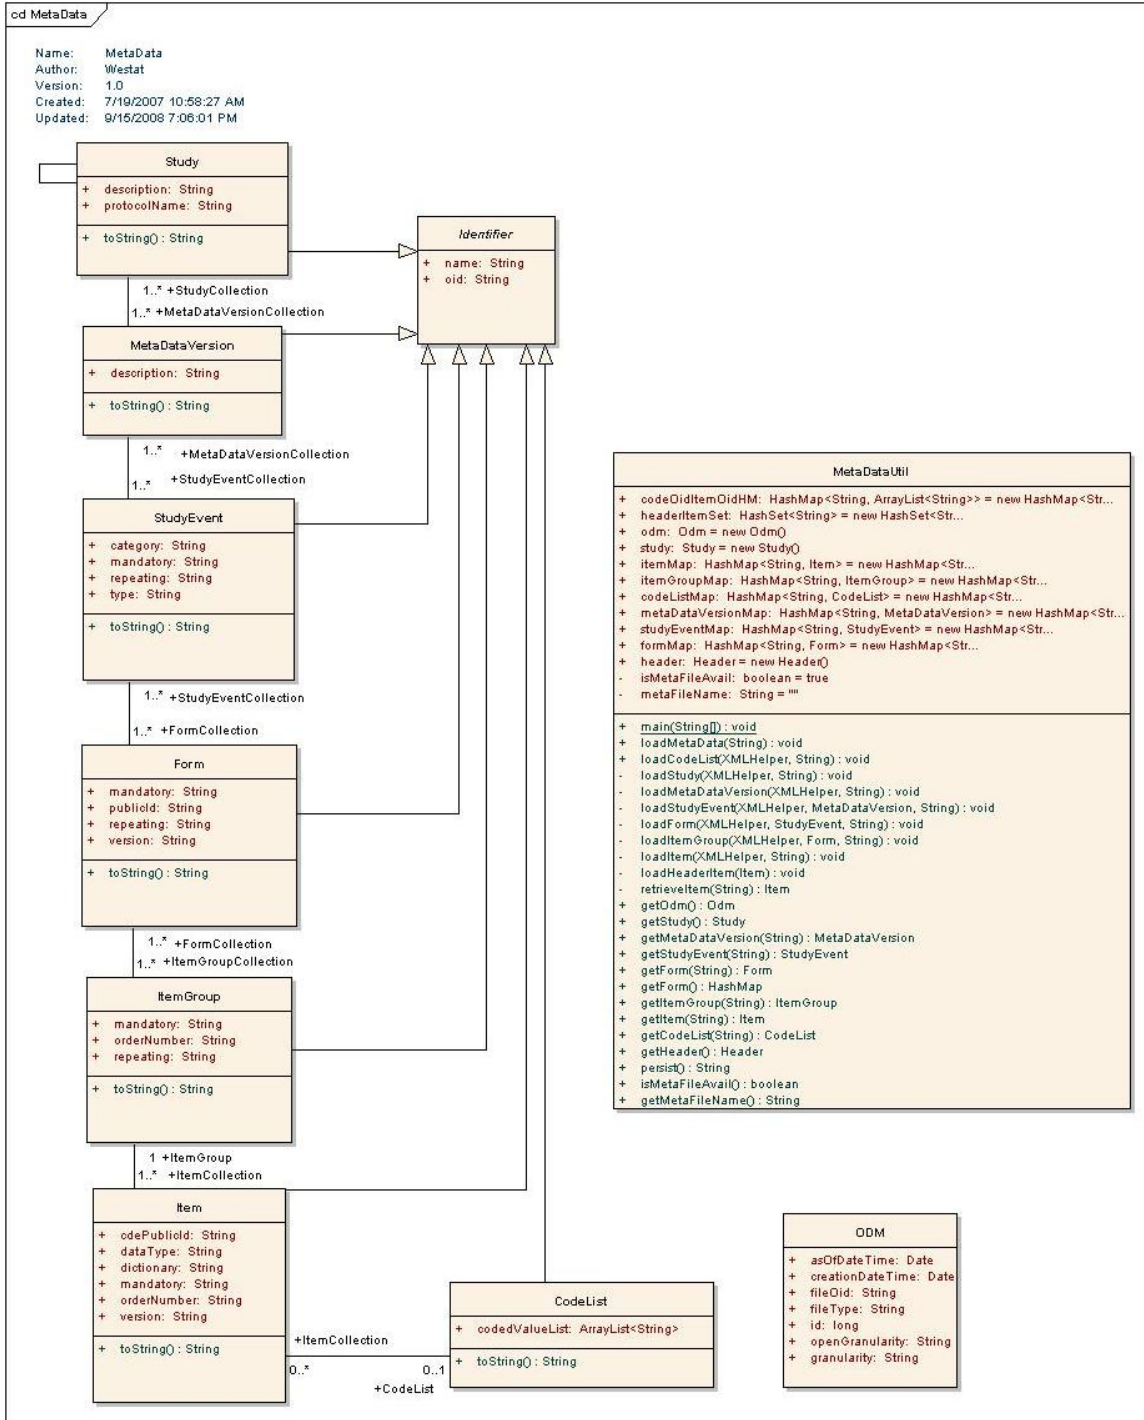 cd MetaData
Name: MetaData
Author: Westat
Version: 1.0
Created: 7/19/2007 10:58:27 AM
Updated: 9/15/2008 7:06:01 PM
Study
+ description: String
+ protocolName: String
+ toString() : String
Identifier
+ name: String
+ oid: String
1..* +StudyCollection
1..* +MetaDataVersionCollection
MetaDataVersion
+ description: String
+ toString() : String
1..* +MetaDataVersionCollection
1..* +StudyEventCollection
StudyEvent
+ category: String
+ mandatory: String
+ repeating: String
+ type: String
+ toString() : String
1..* +StudyEventCollection
1..* +FormCollection
Form
+ mandatory: String
+ publicId: String
+ repeating: String
+ version: String
+ toString() : String
1..* +FormCollection
1..* +ItemGroupCollection
ItemGroup
+ mandatory: String
+ orderNumber: String
+ repeating: String
+ toString() : String
1 +ItemGroup
1..* +ItemCollection
Item
+ cdePublicId: String
+ dataType: String
+ dictionary: String
+ mandatory: String
+ orderNumber: String
+ version: String
+ toString() : String
+ItemCollection
0..* 0..1
+CodeList
CodeList
+ codedValueList: ArrayList<String>
+ toString() : String
MetaDataUtil
+ codeOidItemOidHM: HashMap<String, ArrayList<String>> = new HashMap<Str...
+ headerItemSet: HashSet<String> = new HashSet<Str...
+ odm: Odm = new Odm()
+ study: Study = new Study()
+ itemMap: HashMap<String, Item> = new HashMap<Str...
+ itemGroupMap: HashMap<String, ItemGroup> = new HashMap<Str...
+ codeListMap: HashMap<String, CodeList> = new HashMap<Str...
+ metaDataVersionMap: HashMap<String, MetaDataVersion> = new HashMap<Str...
+ studyEventMap: HashMap<String, StudyEvent> = new HashMap<Str...
+ formMap: HashMap<String, Form> = new HashMap<Str...
+ header: Header = new Header()
- isMetaFileAvail: boolean = true
- metaFileName: String = ""
+ main(String[]) : void
+ loadMetaData(String) : void
+ loadCodeList(XMLHelper, String) : void
- loadStudy(XMLHelper, String) : void
- loadMetaDataVersion(XMLHelper, String) : void
- loadStudyEvent(XMLHelper, MetaDataVersion, String) : void
- loadForm(XMLHelper, StudyEvent, String) : void
- loadItemGroup(XMLHelper, Form, String) : void
- loadItem(XMLHelper, String) : void
- loadHeaderItem(Item) : void
- retrieveItem(String) : Item
+ getOdm() : Odm
+ getStudy() : Study
+ getMetaDataVersion(String) : MetaDataVersion
+ getStudyEvent(String) : StudyEvent
+ getForm(String) : Form
+ getForm() : HashMap
+ getItemGroup(String) : ItemGroup
+ getItem(String) : Item
+ getCodeList(String) : CodeList
+ getHeader() : Header
+ persist() : String
+ isMetaFileAvail() : boolean
+ getMetaFileName() : String
ODM
+ asOfDateTime: Date
+ creationDateTime: Date
+ fileOid: String
+ fileType: String
+ id: long
+ openGranularity: String
+ granularity: String